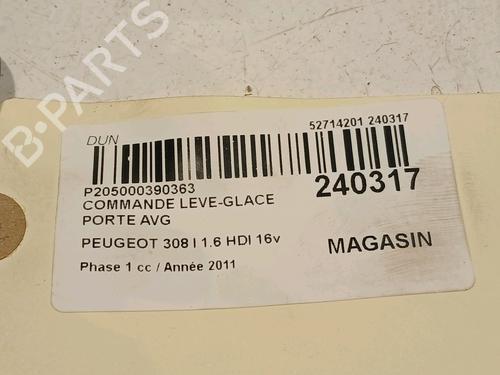 B-PARTS
DUN
52714201 240317
P205000390363
240317
COMMANDE LEVE-GLACE
PORTE AVG
PEUGEOT 308 I 1.6 HDI 16v
MAGASIN
Phase 1 cc / Année 2011